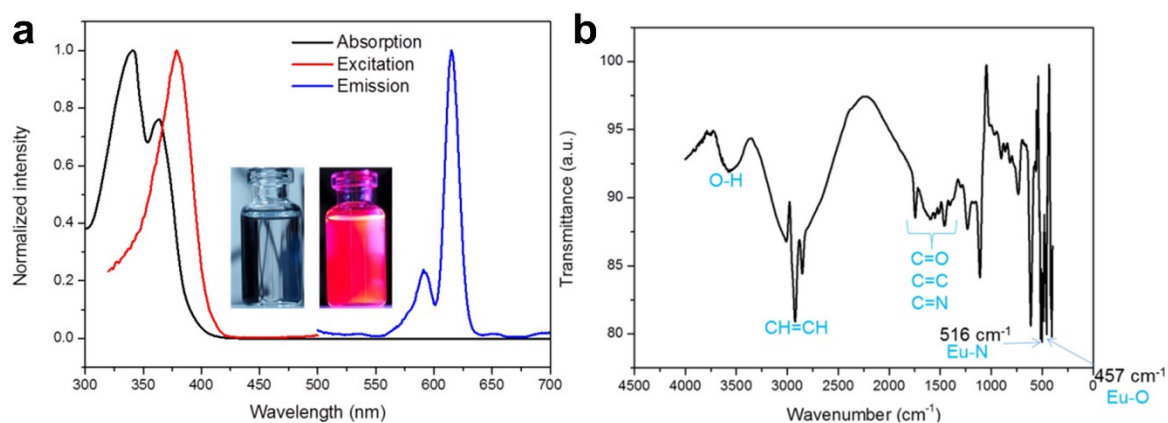 a
Absorption
Excitation
Emission
1.0
0.8
0.6
0.4
0.2
0.0
Normalized intensity
300 350 400 450 500 550 600 650 700
Wavelength (nm)
b
100
95
90
85
80
Transmittance (a.u.)
O-H
CH=CH
C=O
C=C
C=N
516 cm⁻¹
Eu-N
457 cm⁻¹
Eu-O
4500 4000 3500 3000 2500 2000 1500 1000 500 0
Wavenumber (cm⁻¹)